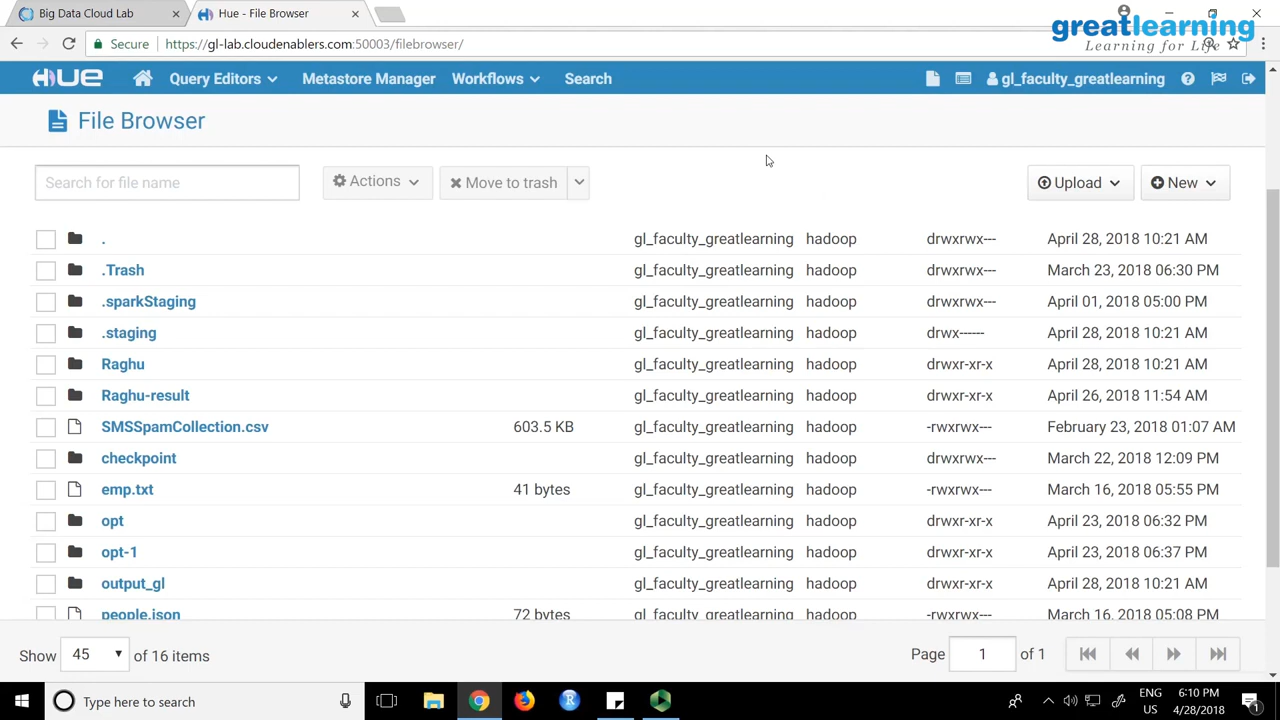 Big Data Cloud Lab
Hue - File Browser
greatlearning
Learning for Life
Secure https://gl-lab.cloudenablers.com:50003/filebrowser/
HUE Query Editors Metastore Manager Workflows Search gl_faculty_greatlearning
File Browser
Search for file name Actions Move to trash Upload New
. gl_faculty_greatlearning hadoop drwxrwx--- April 28, 2018 10:21 AM
.Trash gl_faculty_greatlearning hadoop drwxrwx--- March 23, 2018 06:30 PM
.sparkStaging gl_faculty_greatlearning hadoop drwxrwx--- April 01, 2018 05:00 PM
.staging gl_faculty_greatlearning hadoop drwx------ April 28, 2018 10:21 AM
Raghu gl_faculty_greatlearning hadoop drwxr-xr-x April 28, 2018 10:21 AM
Raghu-result gl_faculty_greatlearning hadoop drwxr-xr-x April 26, 2018 11:54 AM
SMSSpamCollection.csv 603.5 KB gl_faculty_greatlearning hadoop -rwxrwx--- February 23, 2018 01:07 AM
checkpoint gl_faculty_greatlearning hadoop drwxrwx--- March 22, 2018 12:09 PM
emp.txt 41 bytes gl_faculty_greatlearning hadoop -rwxrwx--- March 16, 2018 05:55 PM
opt gl_faculty_greatlearning hadoop drwxr-xr-x April 23, 2018 06:32 PM
opt-1 gl_faculty_greatlearning hadoop drwxr-xr-x April 23, 2018 06:37 PM
output_gl gl_faculty_greatlearning hadoop drwxr-xr-x April 28, 2018 10:21 AM
people.json 72 bytes gl_faculty_greatlearning hadoop -rwxrwx--- March 16, 2018 05:08 PM
Show 45 of 16 items Page 1 of 1
Type here to search
ENG 6:10 PM
US 4/28/2018
1